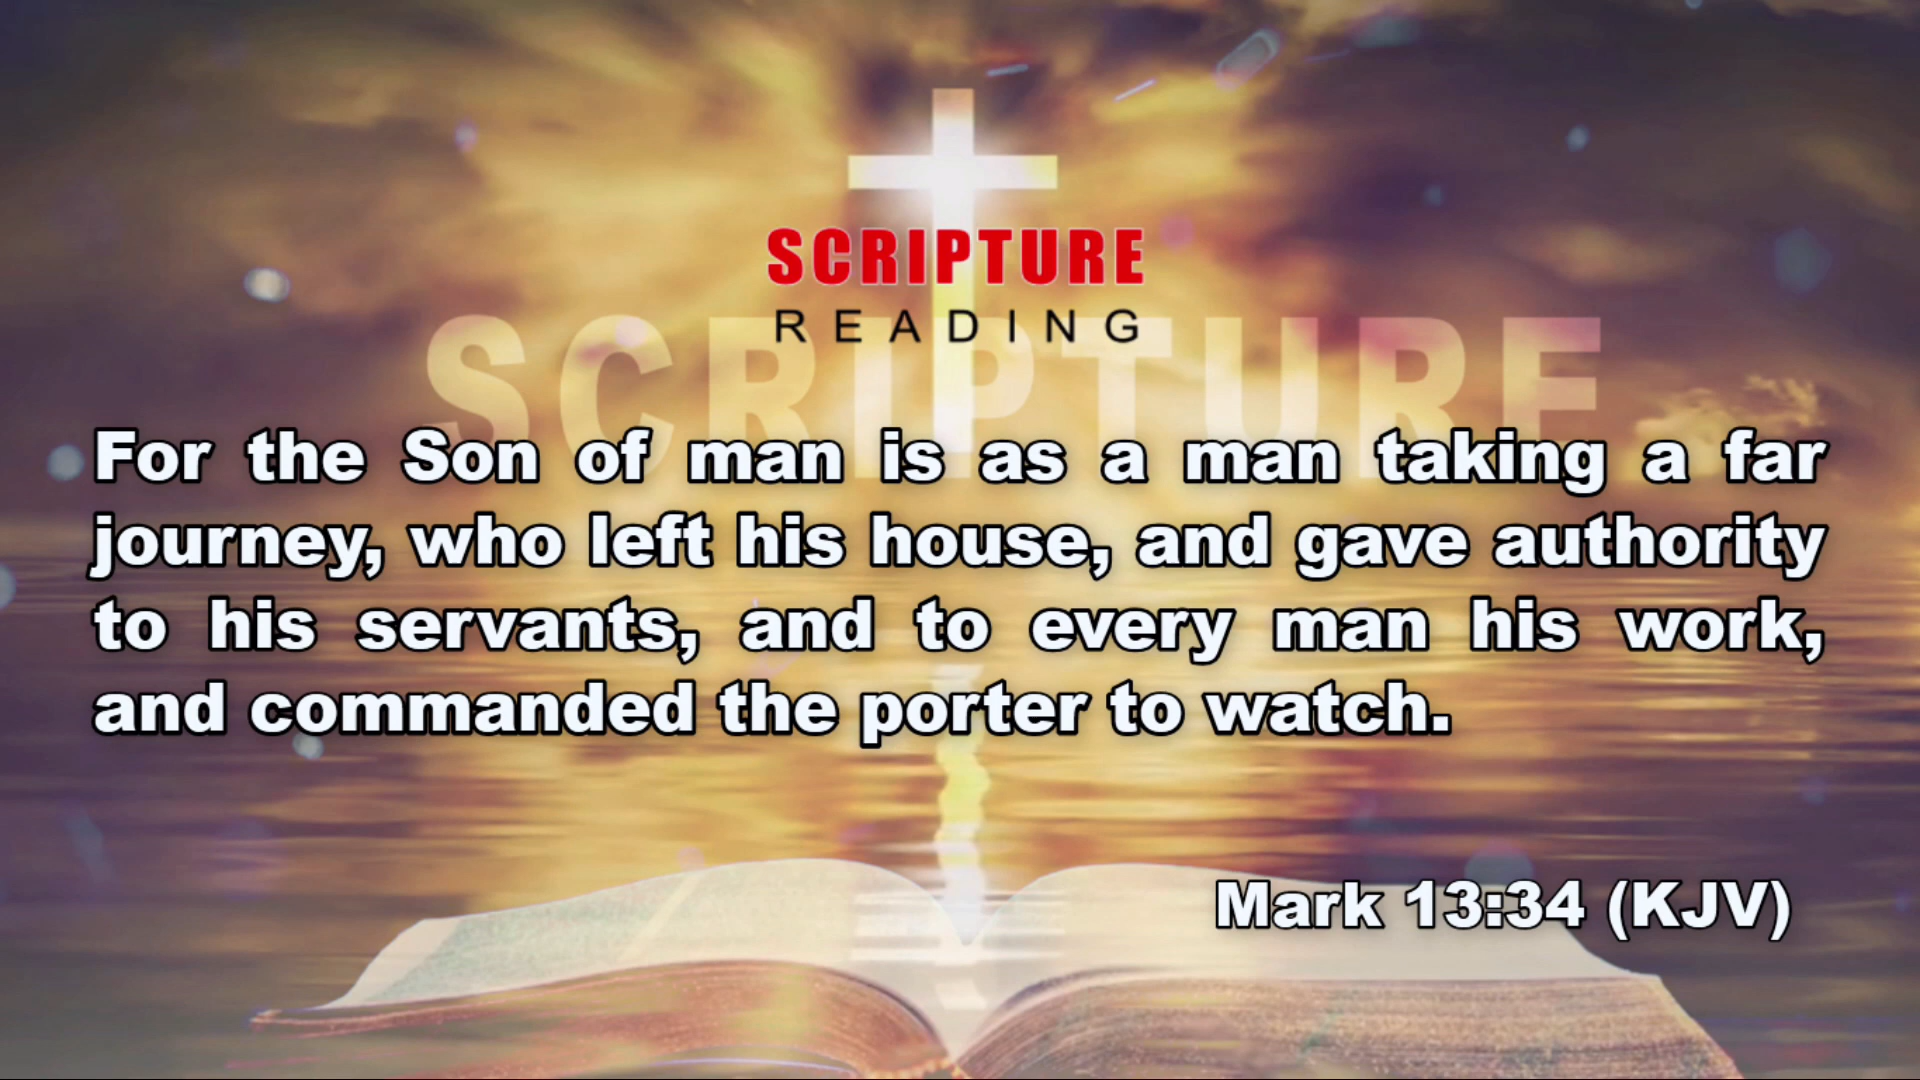 SCRIPTURE
READING
SCRIPTURE
For the Son of man is as a man taking a far
journey, who left his house, and gave authority
to his servants, and to every man his work,
and commanded the porter to watch.
Mark 13:34 (KJV)